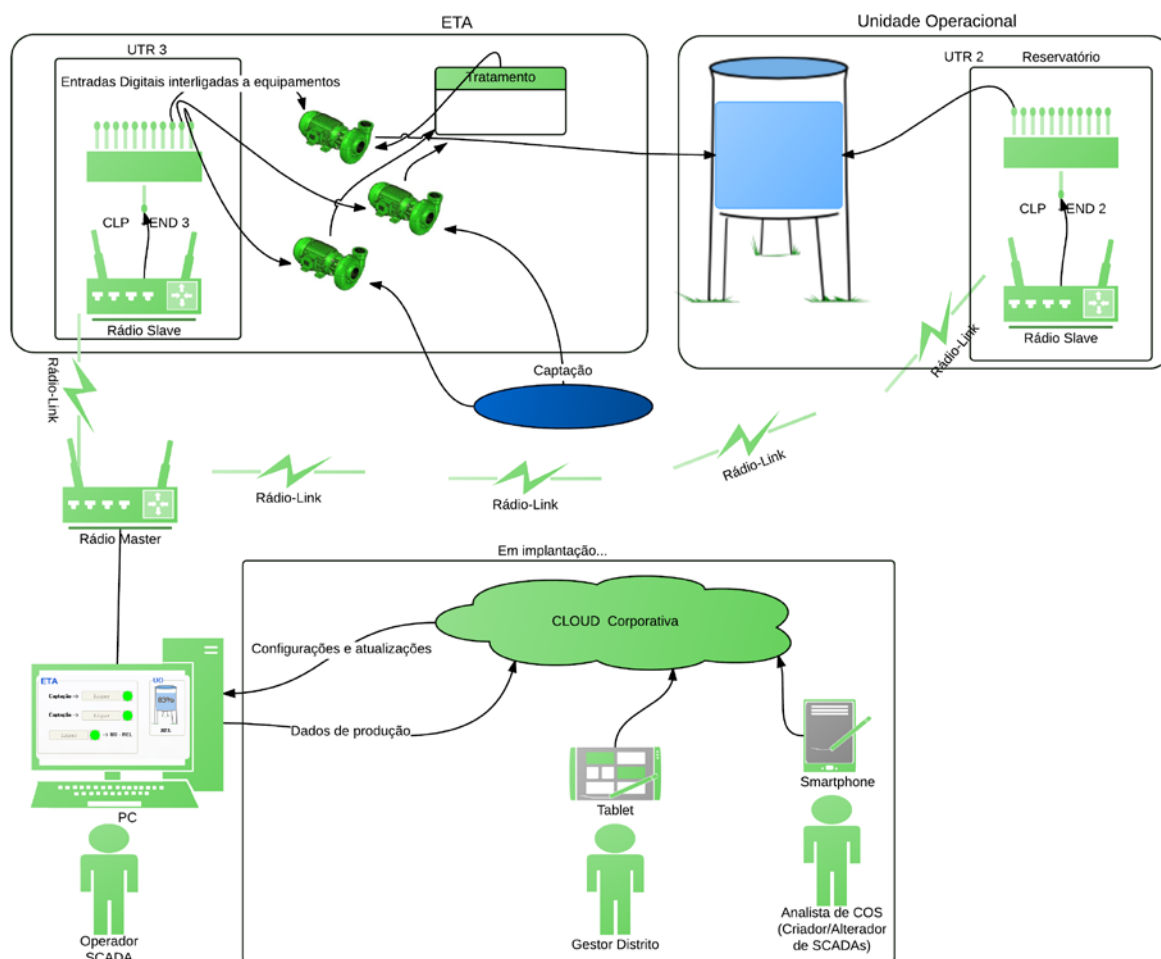 ETA
Unidade Operacional
UTR 3
UTR 2
Reservatório
Entradas Digitais interligadas a equipamentos
Tratamento
CLP
END 3
CLP
END 2
Rádio Slave
Rádio Slave
Captação
Rádio-Link
Rádio-Link
Rádio-Link
Rádio-Link
Rádio-Link
Rádio Master
Em implantação...
CLOUD Corporativa
Configurações e atualizações
Dados de produção
ETA
UO
Captação ->
Captação ->
PC
Tablet
Smartphone
Operador
SCADA
Gestor Distrito
Analista de COS
(Criador/Alterador
de SCADAs)